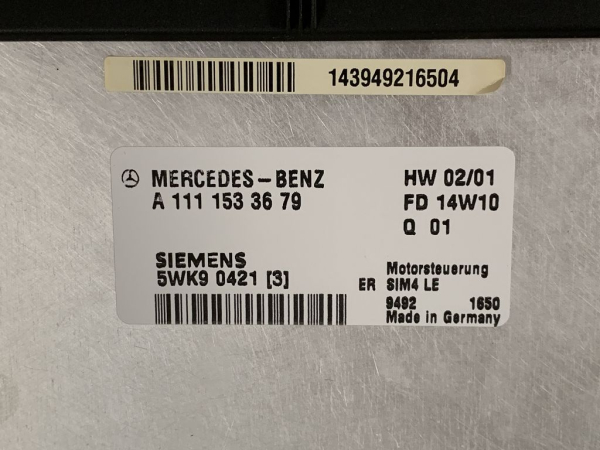 143949216504
MERCEDES-BENZ HW 02/01
A 111 153 36 79 FD 14W10
Q 01
SIEMENS
5WK9 0421 [3]
Motorsteuerung
ER SIM4 LE
9492 1650
Made in Germany